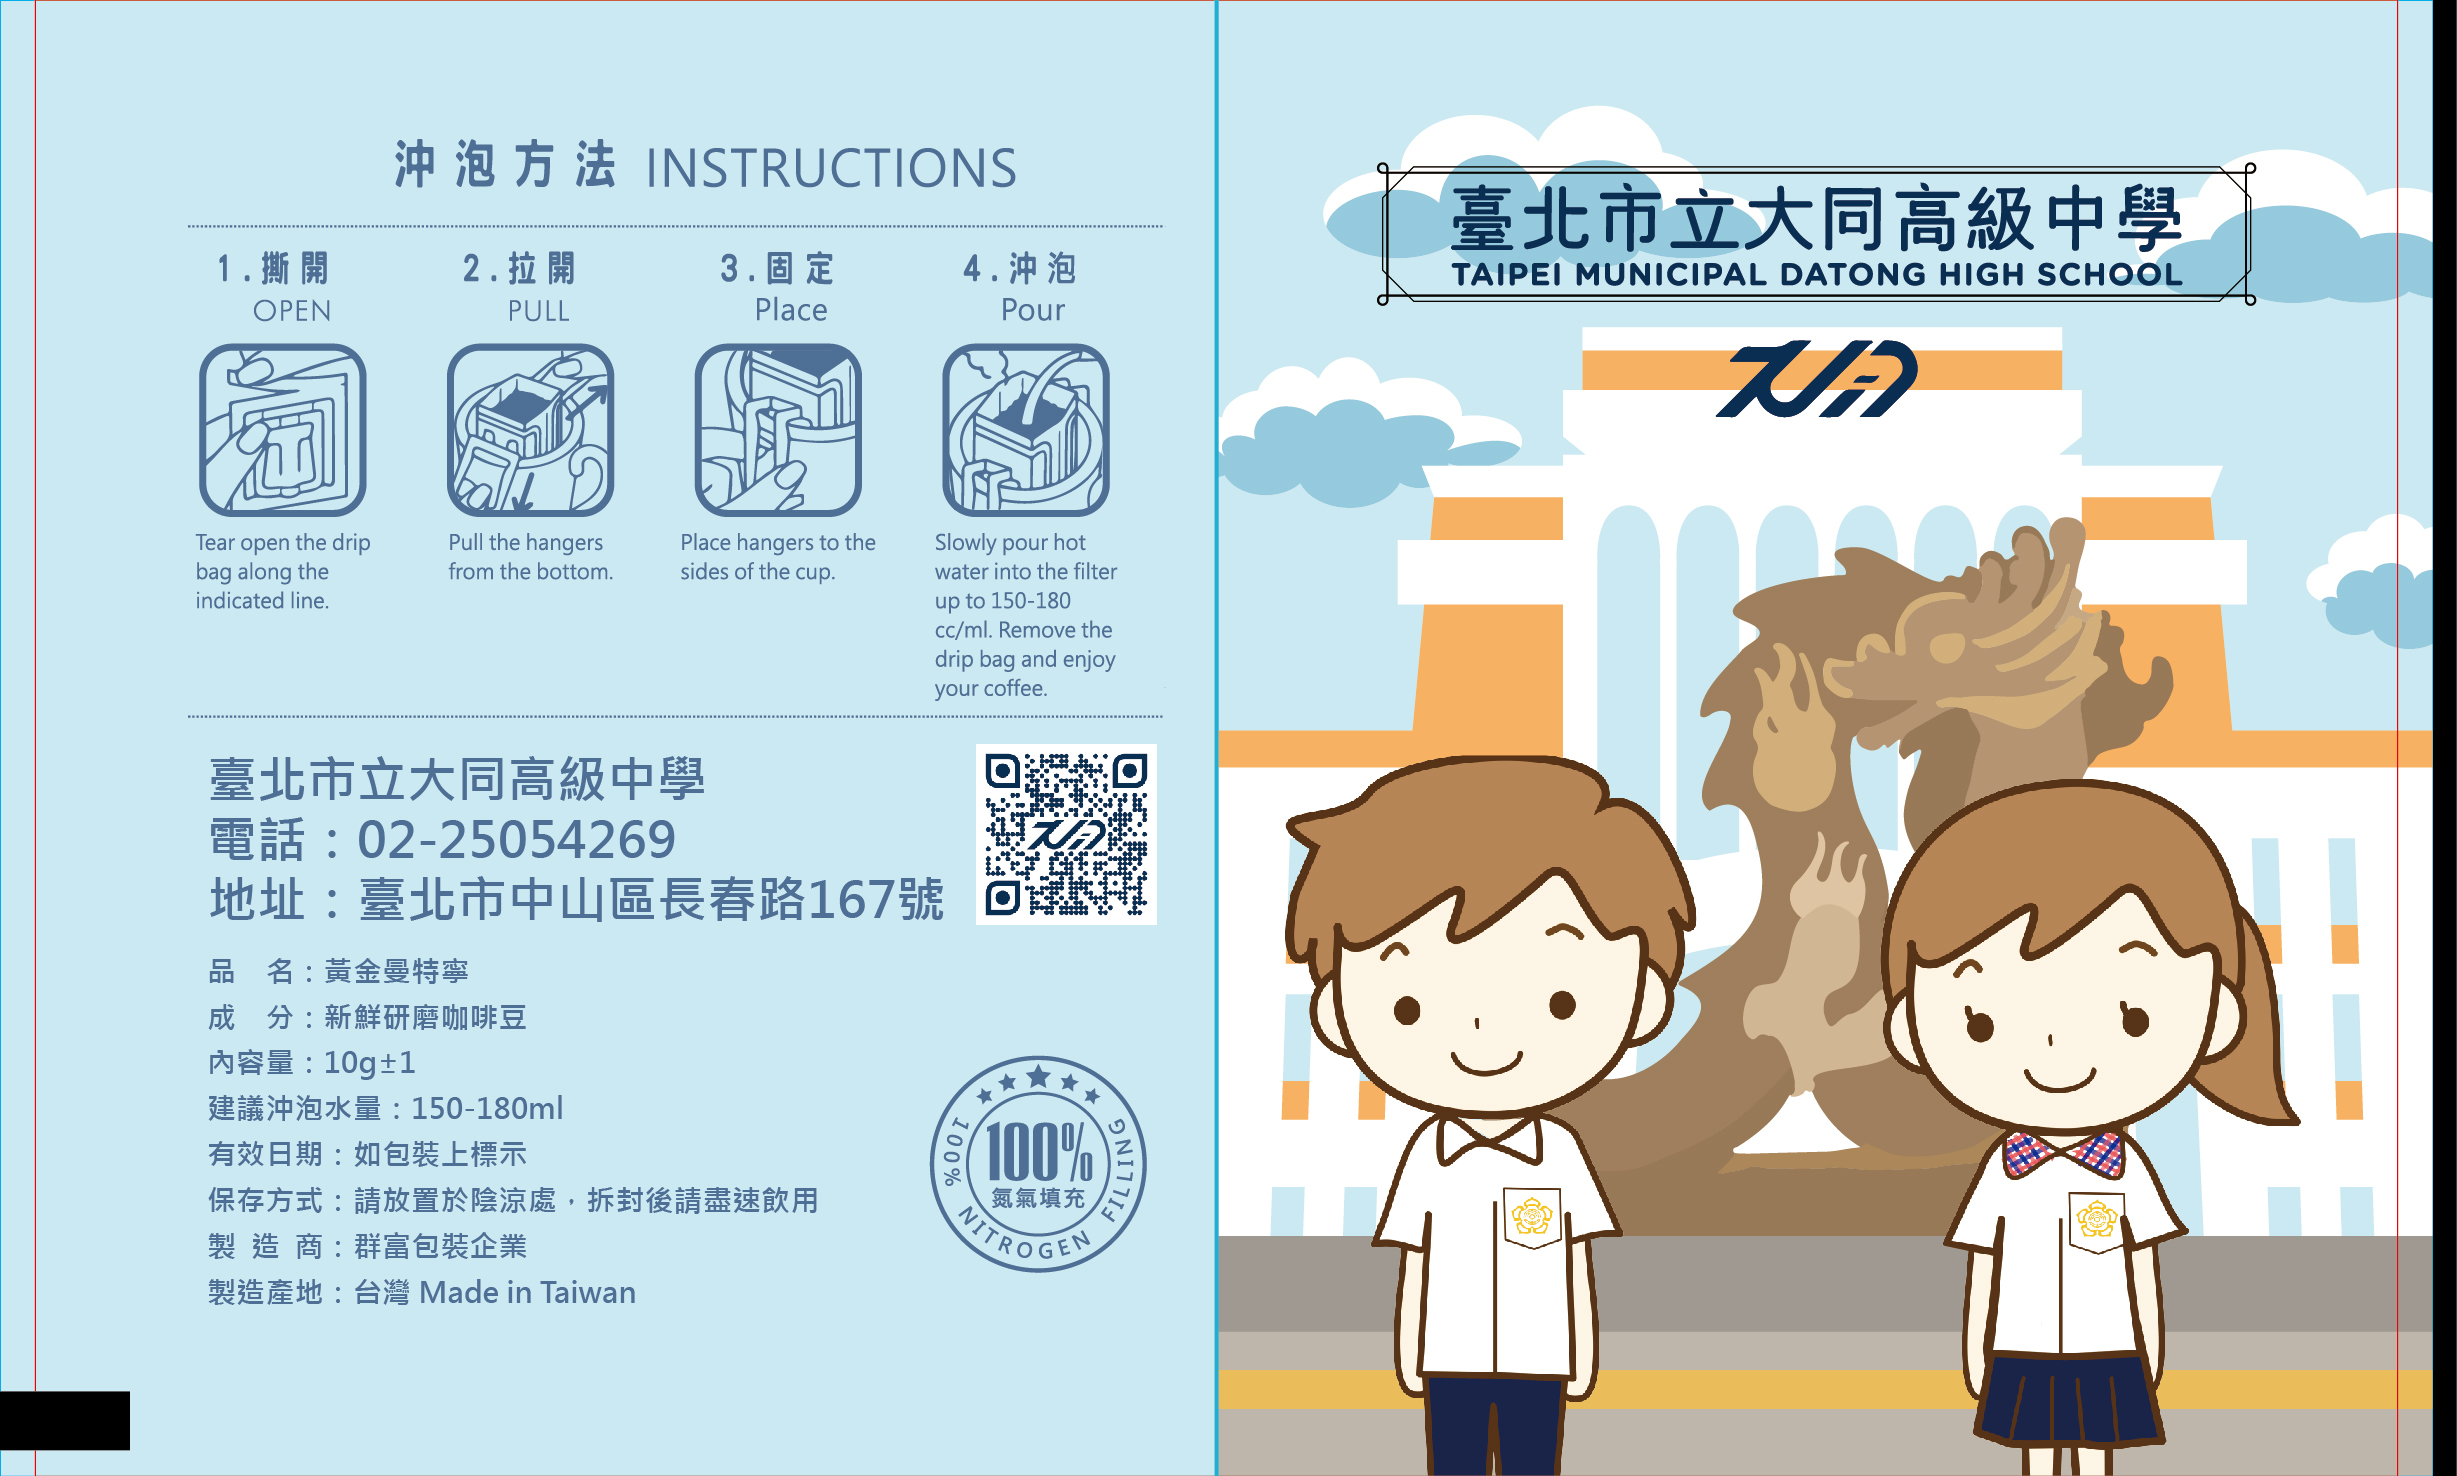 沖泡方法 INSTRUCTIONS
1.撕開
OPEN
Tear open the drip
bag along the
indicated line.
2.拉開
PULL
Pull the hangers
from the bottom.
3.固定
Place
Place hangers to the
sides of the cup.
4.沖泡
Pour
Slowly pour hot
water into the filter
up to 150-180
cc/ml. Remove the
drip bag and enjoy
your coffee.
臺北市立大同高級中學
電話：02-25054269
地址：臺北市中山區長春路167號
品　名：黃金曼特寧
成　分：新鮮研磨咖啡豆
內容量：10g±1
建議沖泡水量：150-180ml
有效日期：如包裝上標示
保存方式：請放置於陰涼處，拆封後請盡速飲用
製 造 商：群富包裝企業
製造產地：台灣 Made in Taiwan
100%
氮氣填充
100% NITROGEN FILLING
臺北市立大同高級中學
TAIPEI MUNICIPAL DATONG HIGH SCHOOL